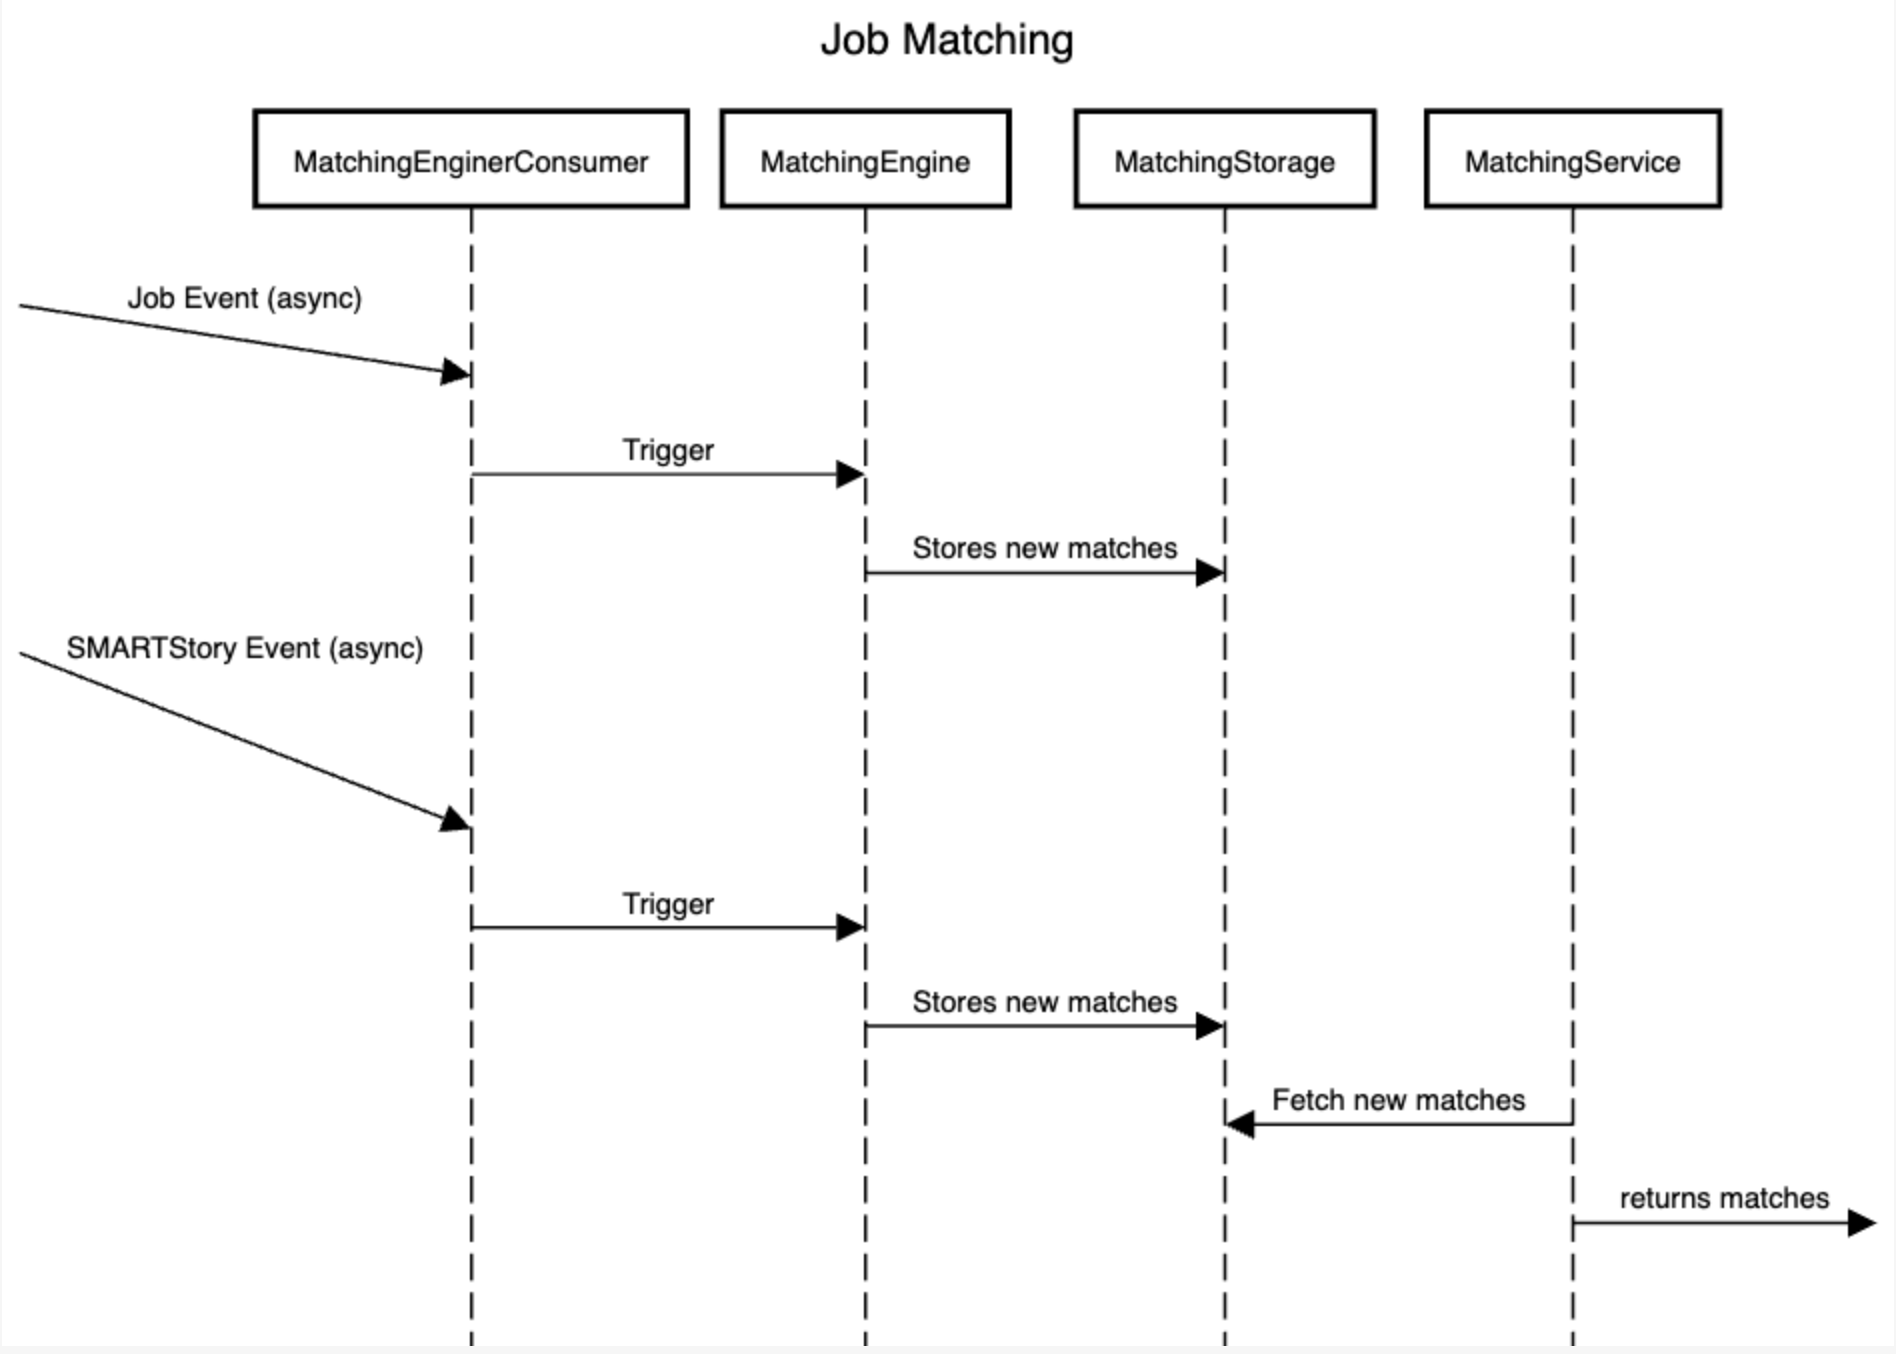 Job Matching
MatchingEnginerConsumer
MatchingEngine
MatchingStorage
MatchingService
Job Event (async)
Trigger
Stores new matches
SMARTStory Event (async)
Trigger
Stores new matches
Fetch new matches
returns matches